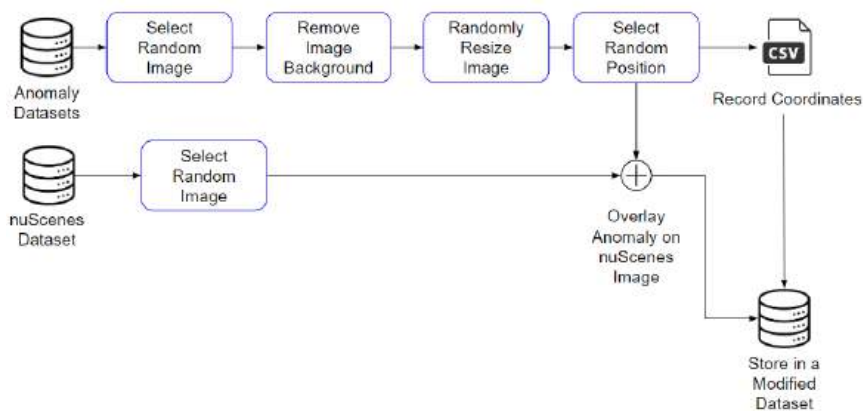 Select
Random
Image
Remove
Image
Background
Randomly
Resize
Image
Select
Random
Position
CSV
Anomaly
Datasets
Record Coordinates
Select
Random
Image
nuScenes
Dataset
Overlay
Anomaly on
nuScenes
Image
Store in a
Modified
Dataset